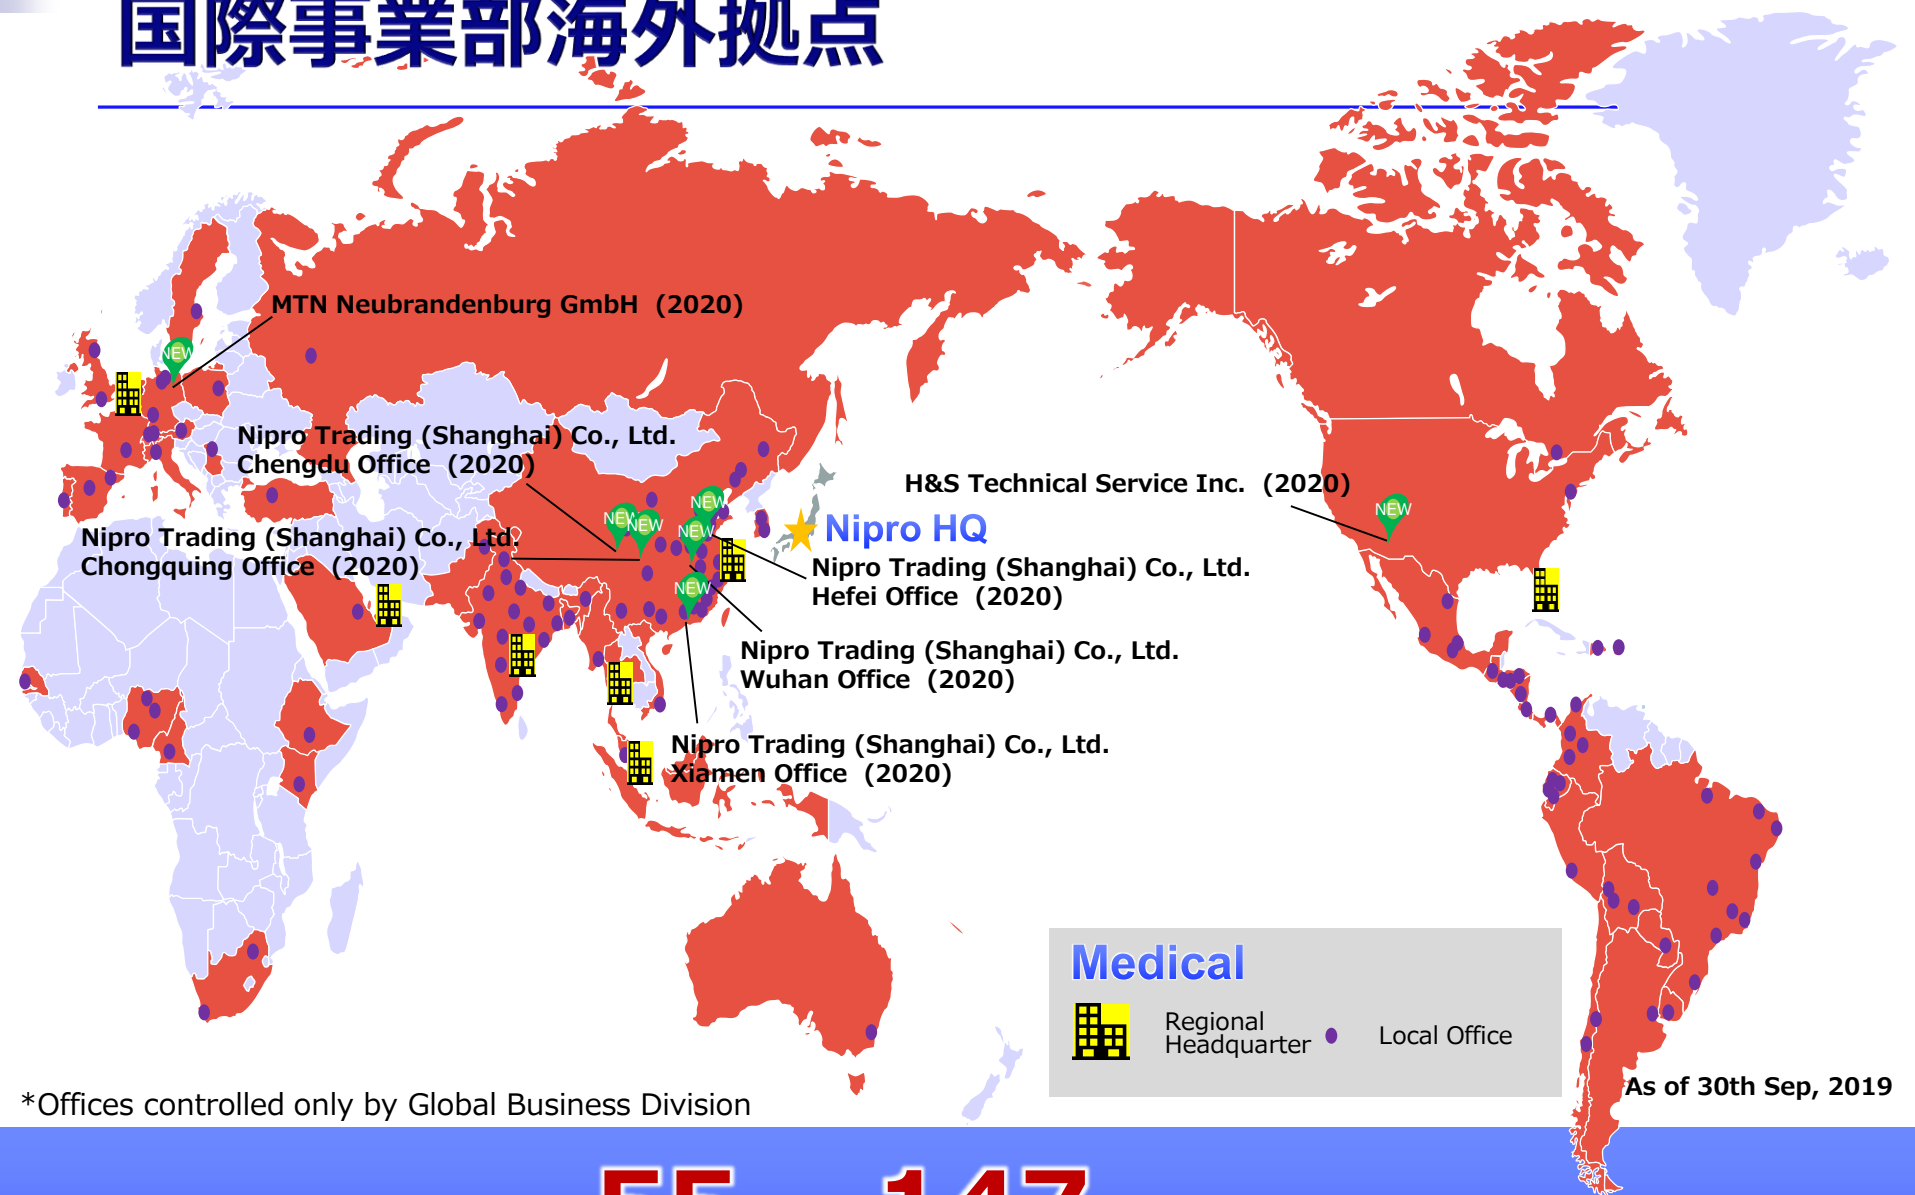 国際事業部海外拠点
MTN Neubrandenburg GmbH (2020)
NEW
Nipro Trading (Shanghai) Co., Ltd.
Chengdu Office (2020)
H&S Technical Service Inc. (2020)
NEW
NEW
NEW
NEW
NEW
Nipro HQ
Nipro Trading (Shanghai) Co., Ltd.
Chongquing Office (2020)
Nipro Trading (Shanghai) Co., Ltd.
Hefei Office (2020)
NEW
Nipro Trading (Shanghai) Co., Ltd.
Wuhan Office (2020)
Nipro Trading (Shanghai) Co., Ltd.
Xiamen Office (2020)
Medical
Regional
Headquarter
Local Office
As of 30th Sep, 2019
*Offices controlled only by Global Business Division
55 147